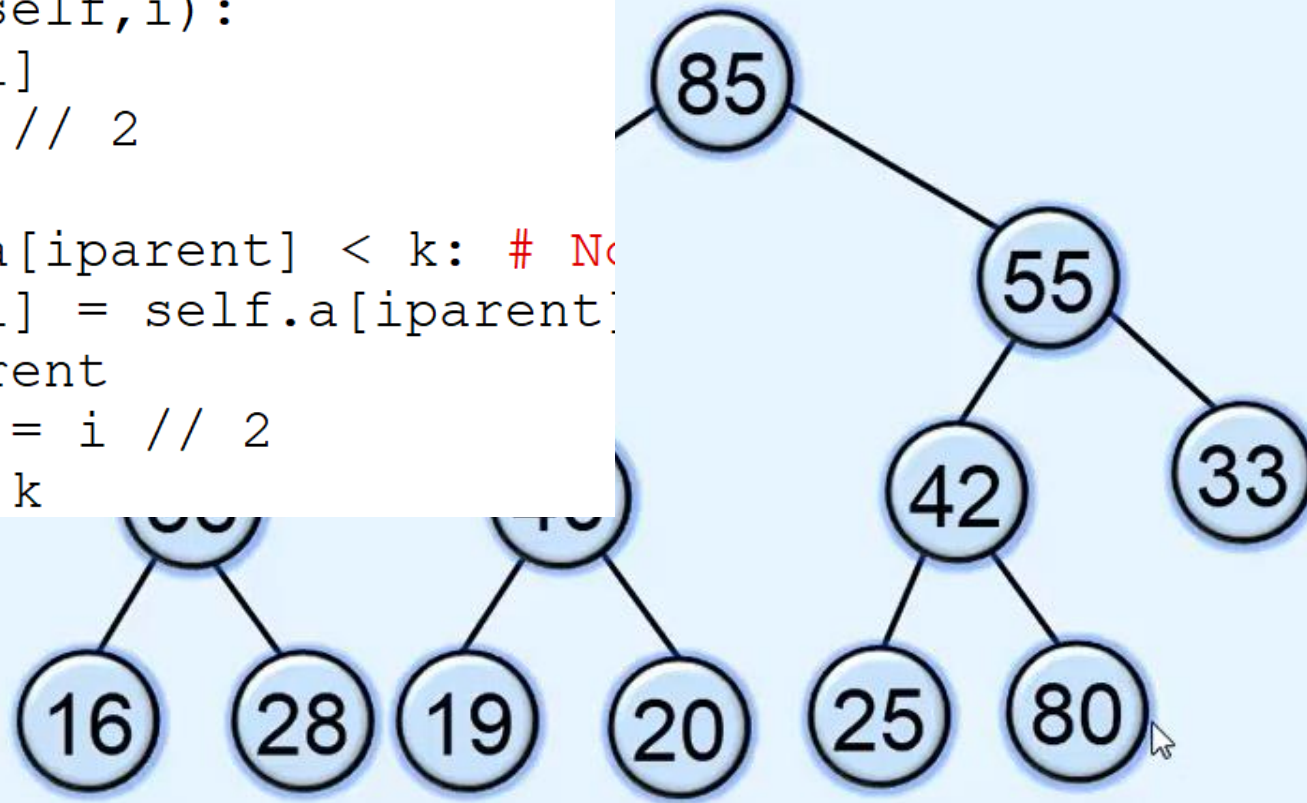 self,i):
i]
// 2
a[iparent] < k: # No
i] = self.a[iparent]
rent
= i // 2
k
85
55
42
33
16
28
19
20
25
80